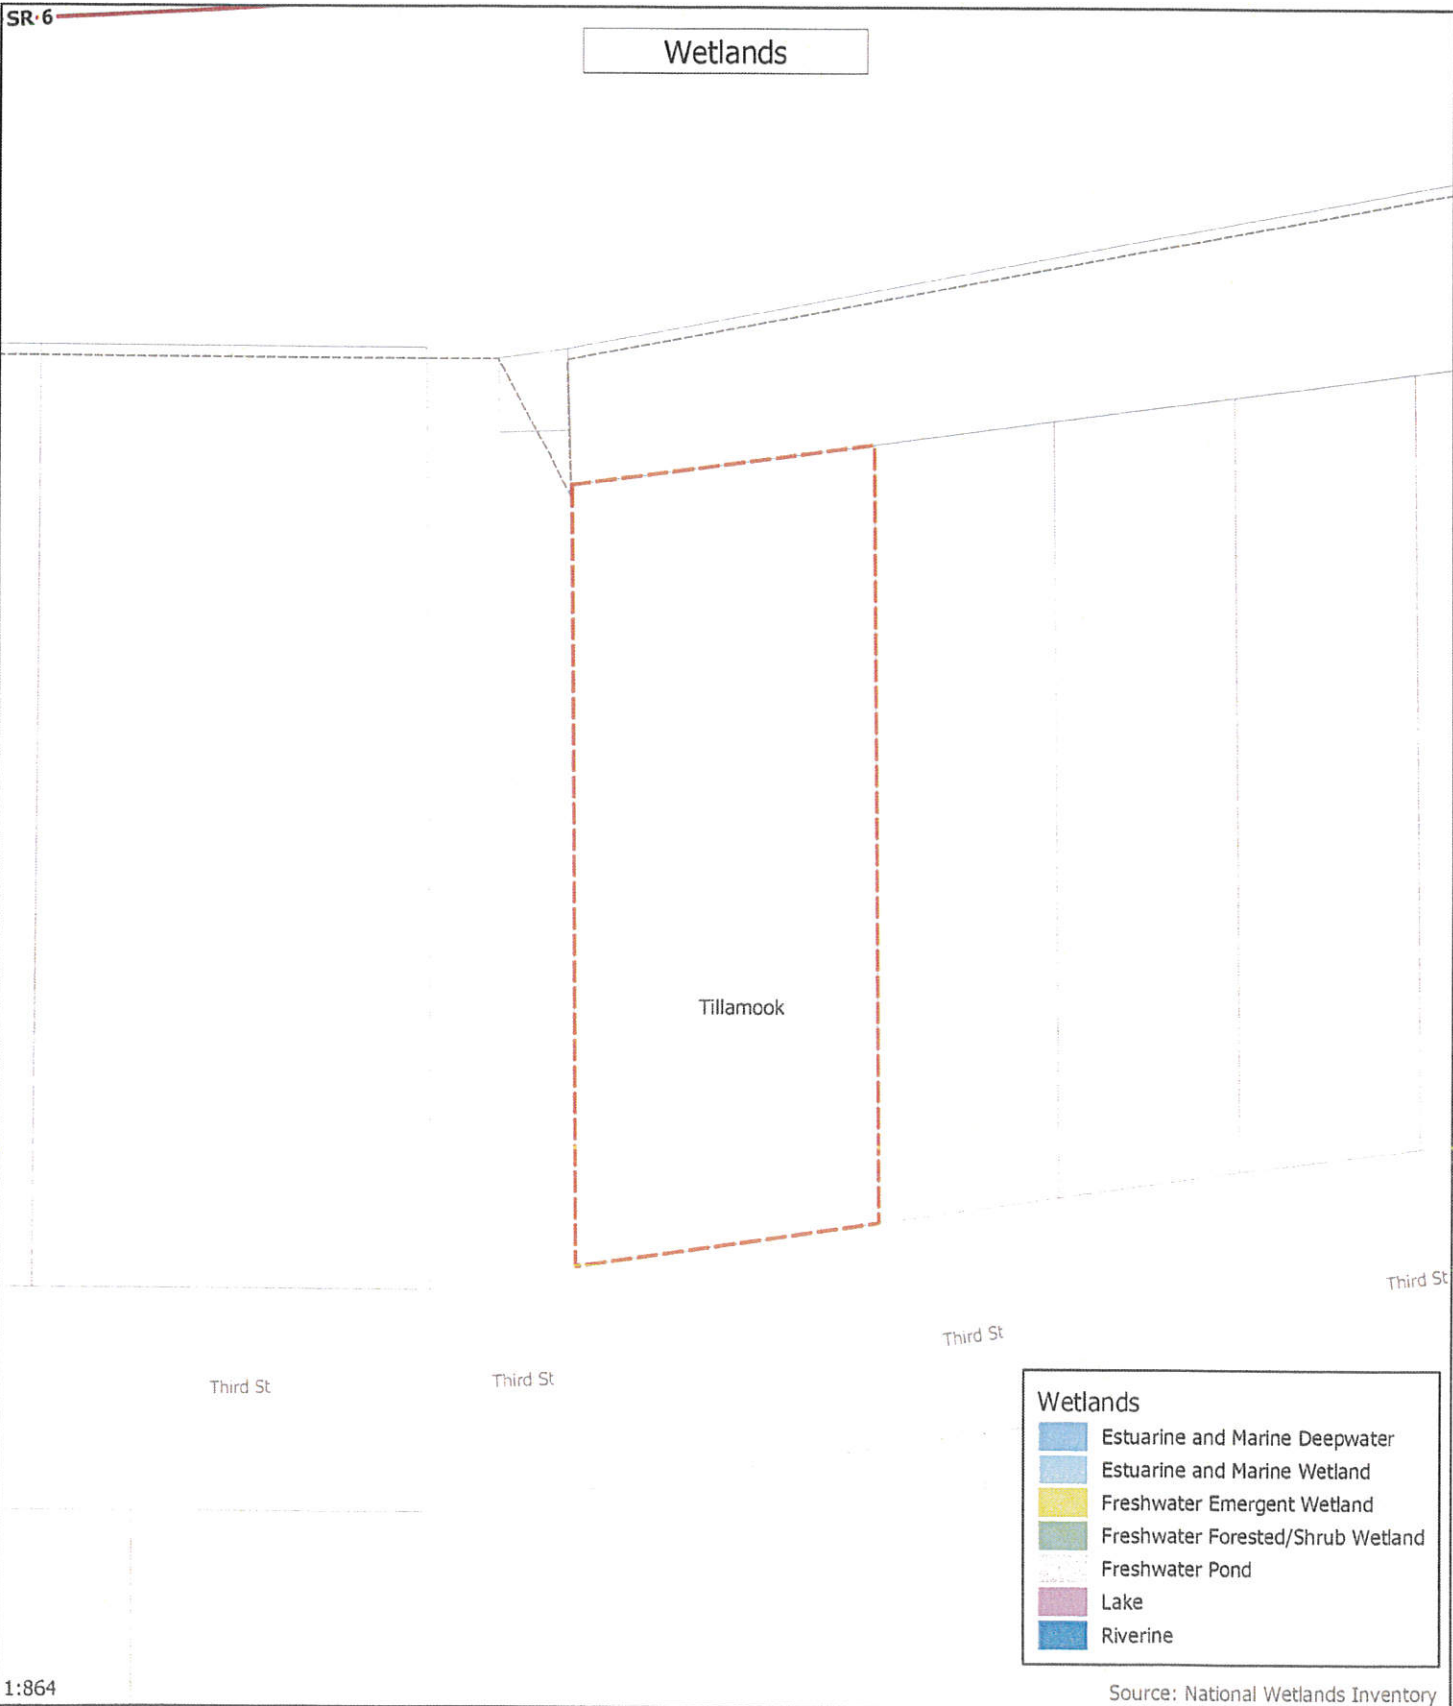 SR 6
Wetlands
Tillamook
Third St
Third St
Third St
Third St
Wetlands
Estuarine and Marine Deepwater
Estuarine and Marine Wetland
Freshwater Emergent Wetland
Freshwater Forested/Shrub Wetland
Freshwater Pond
Lake
Riverine
1:864
Source: National Wetlands Inventory